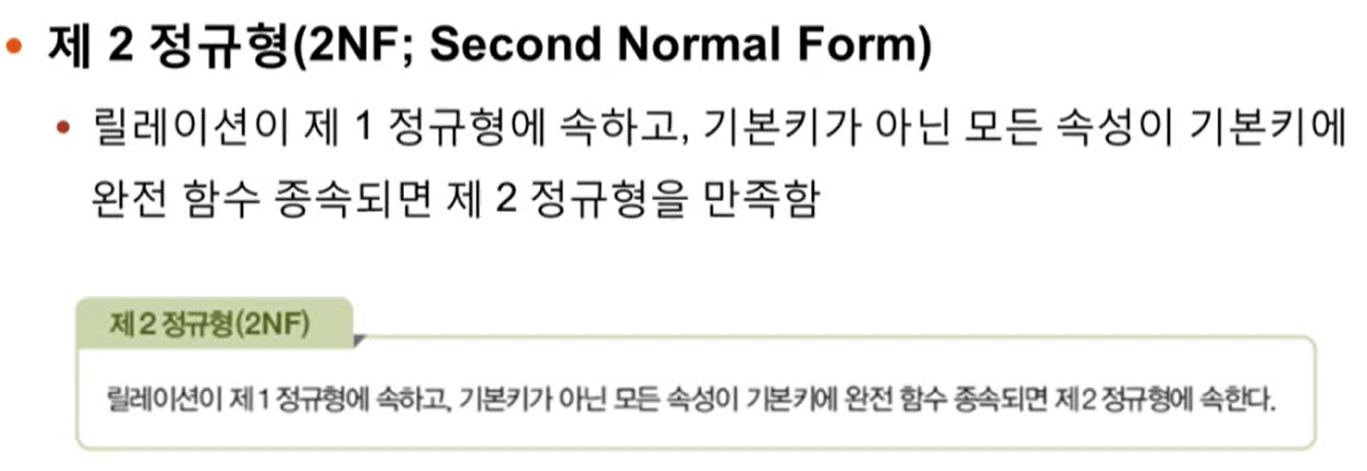 • 제 2 정규형(2NF; Second Normal Form)
• 릴레이션이 제 1 정규형에 속하고, 기본키가 아닌 모든 속성이 기본키에
완전 함수 종속되면 제 2 정규형을 만족함
제 2 정규형(2NF)
릴레이션이 제 1 정규형에 속하고, 기본키가 아닌 모든 속성이 기본키에 완전 함수 종속되면 제 2 정규형에 속한다.